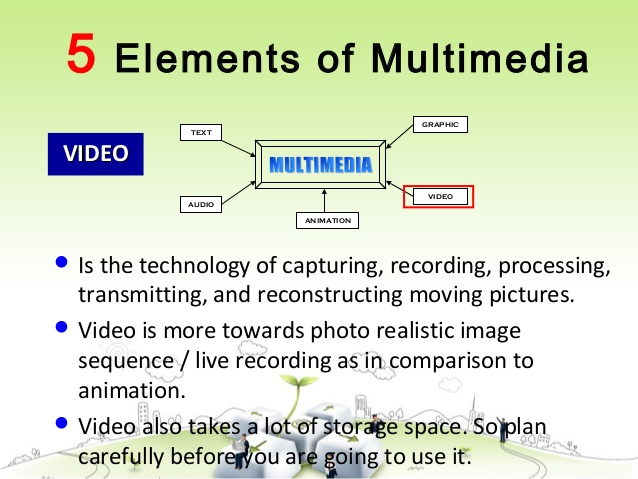 5 Elements of Multimedia
TEXT
GRAPHIC
VIDEO
MULTIMEDIA
AUDIO
VIDEO
ANIMATION
Is the technology of capturing, recording, processing,
transmitting, and reconstructing moving pictures.
Video is more towards photo realistic image
sequence / live recording as in comparison to
animation.
Video also takes a lot of storage space. So plan
carefully before you are going to use it.